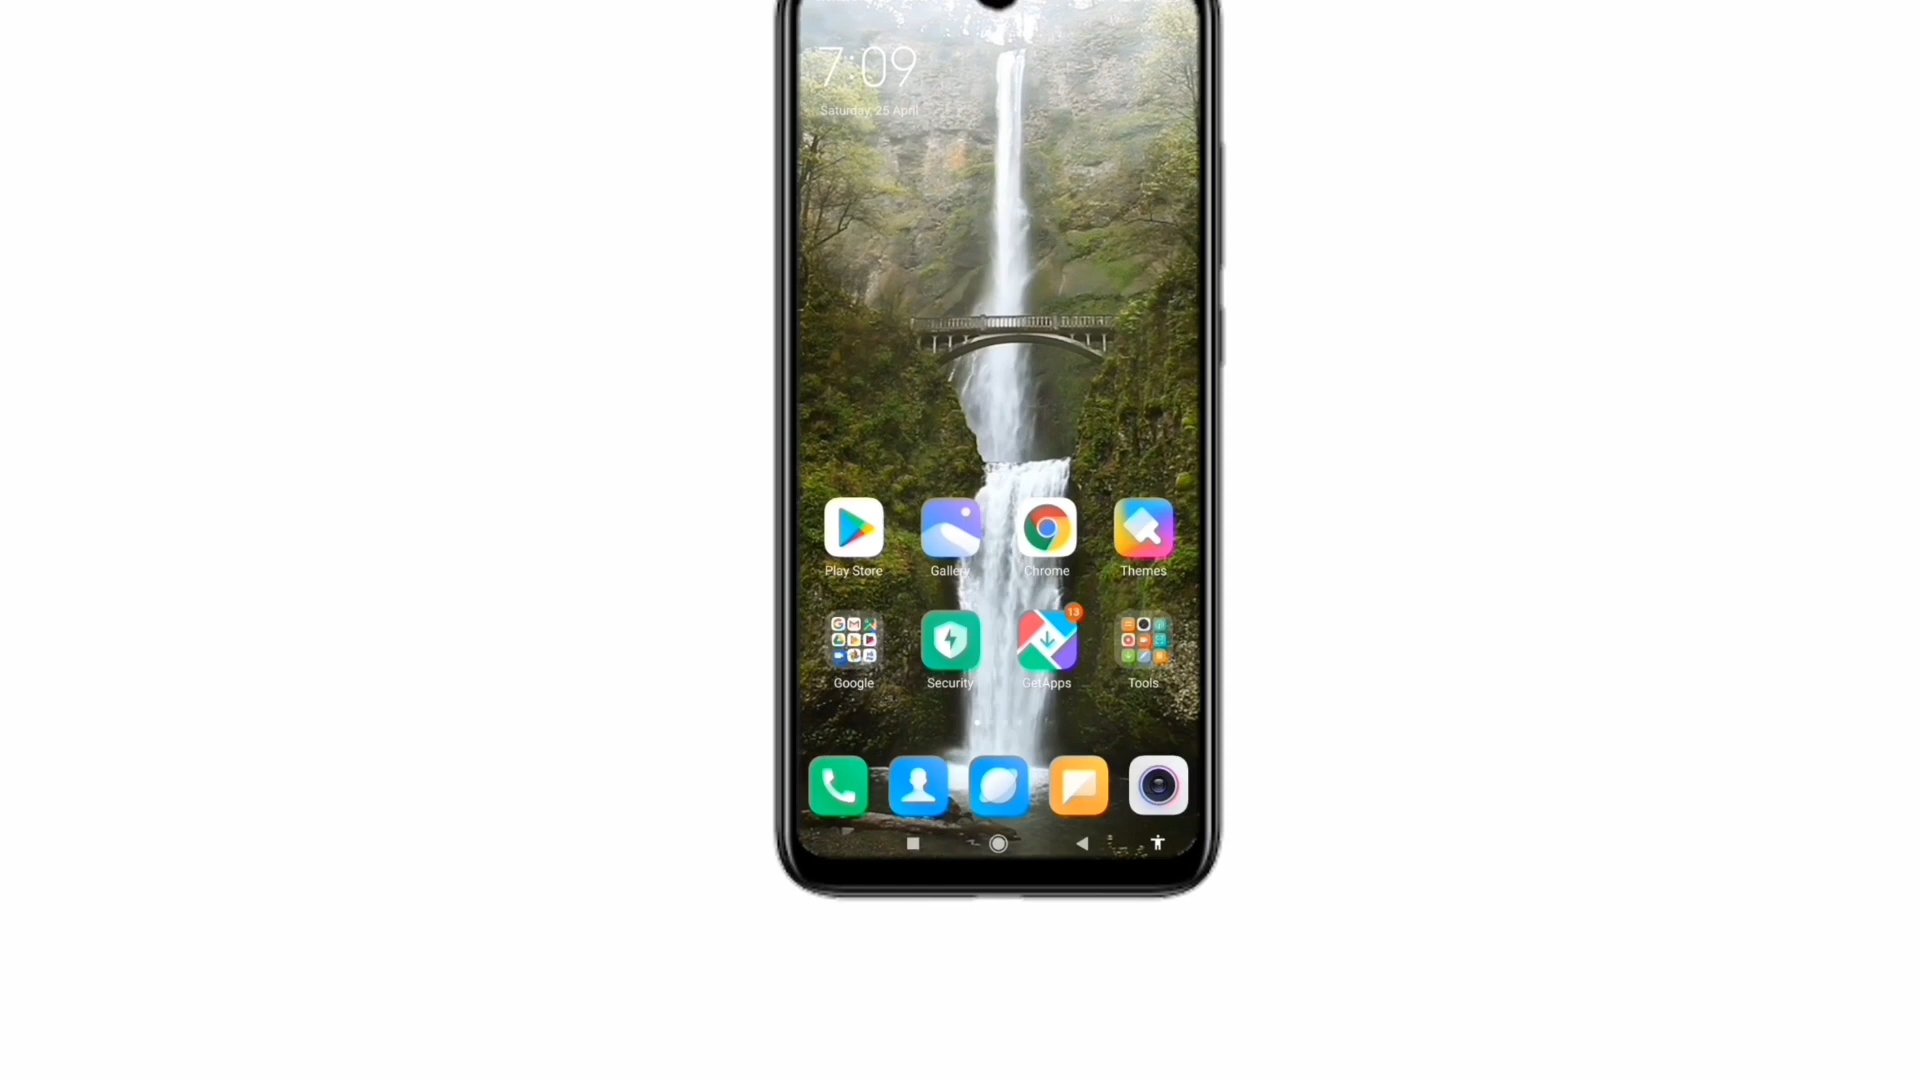 7:09
Saturday, 25 April
Play Store
Gallery
Chrome
Themes
13
Google
Security
GetApps
Tools